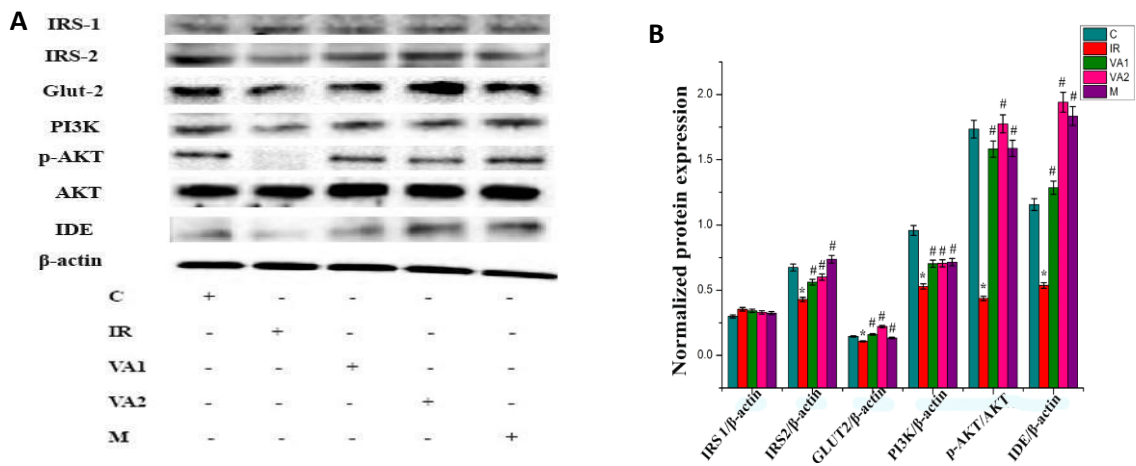 A
IRS-1
IRS-2
Glut-2
PI3K
p-AKT
AKT
IDE
β-actin
C + - - - -
IR - + - - -
VA1 - - + - -
VA2 - - - + -
M - - - - +
B
C
IR
VA1
VA2
M
Normalized protein expression
2.0
1.5
1.0
0.5
0.0
* # # #
* # # #
* # # #
* # # #
* # # #
IRS1/β-actin
IRS2/β-actin
GLUT2/β-actin
PI3K/β-actin
p-AKT/AKT
IDE/β-actin